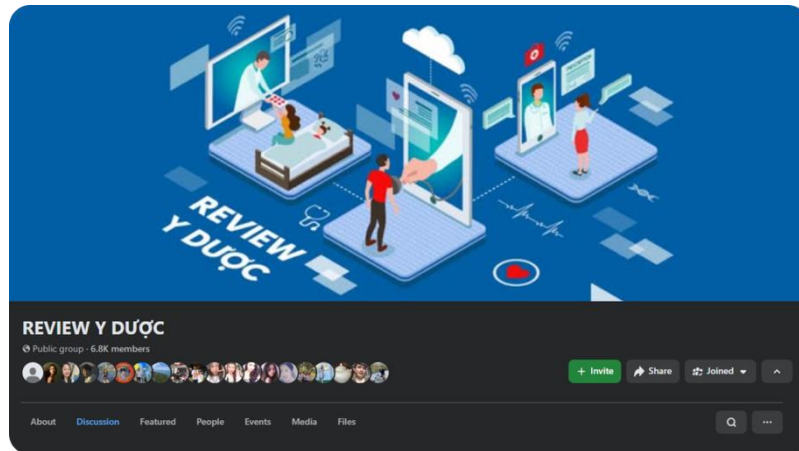 REVIEW
Y DƯỢC
REVIEW Y DƯỢC
Public group · 6.8K members
+ Invite
Share
Joined
About
Discussion
Featured
People
Events
Media
Files